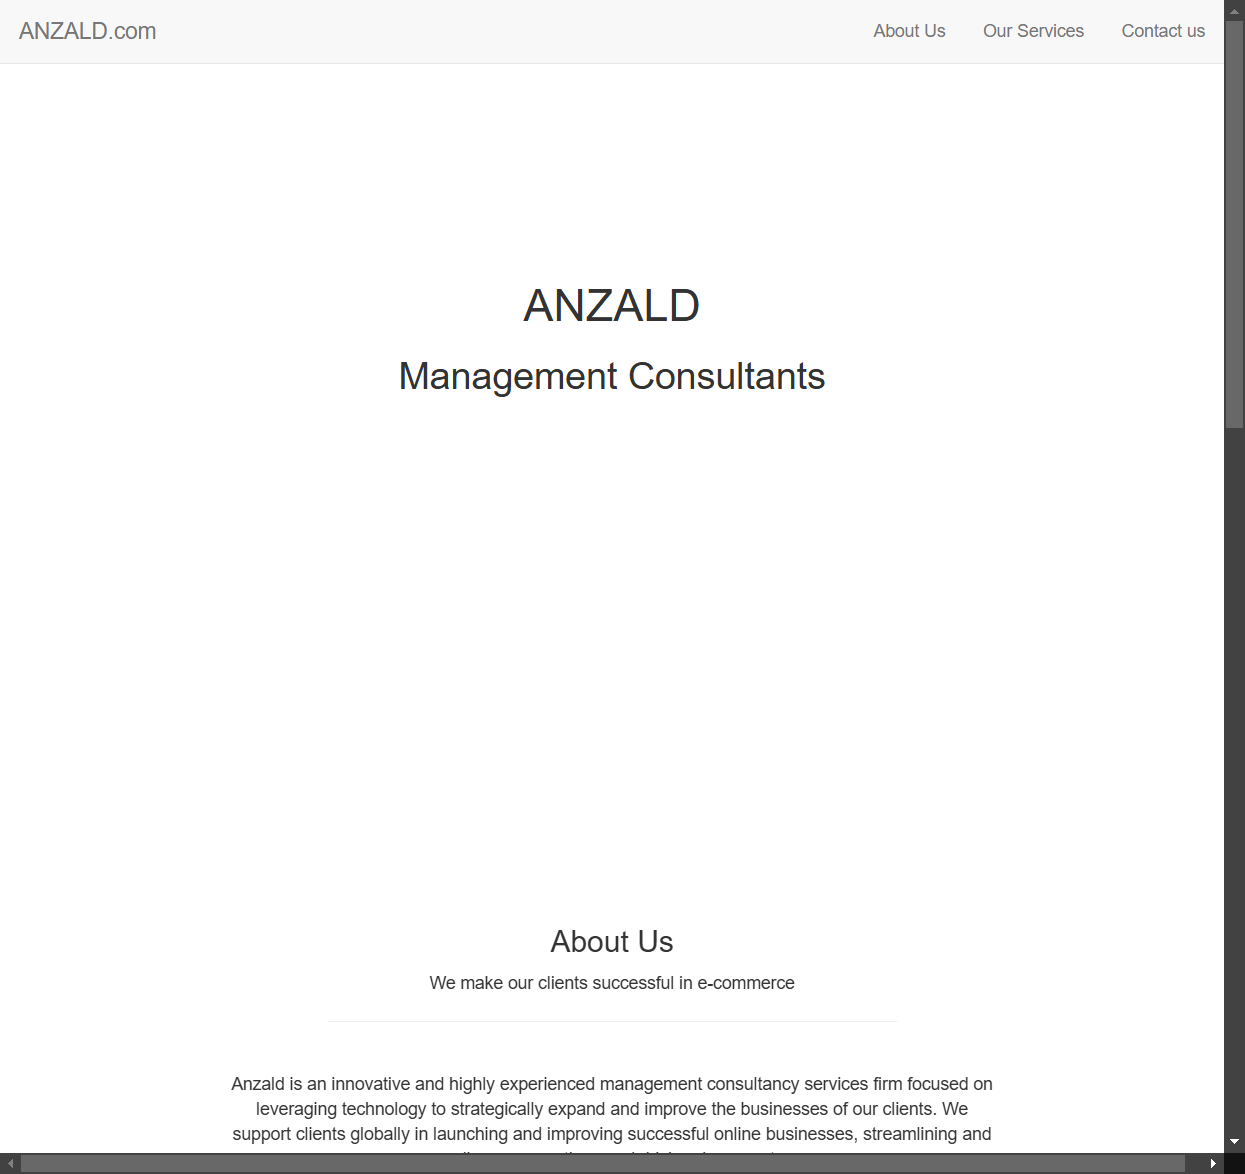 ANZALD.com
About Us
Our Services
Contact us
ANZALD
Management Consultants
About Us
We make our clients successful in e-commerce
Anzald is an innovative and highly experienced management consultancy services firm focused on
leveraging technology to strategically expand and improve the businesses of our clients. We
support clients globally in launching and improving successful online businesses, streamlining and